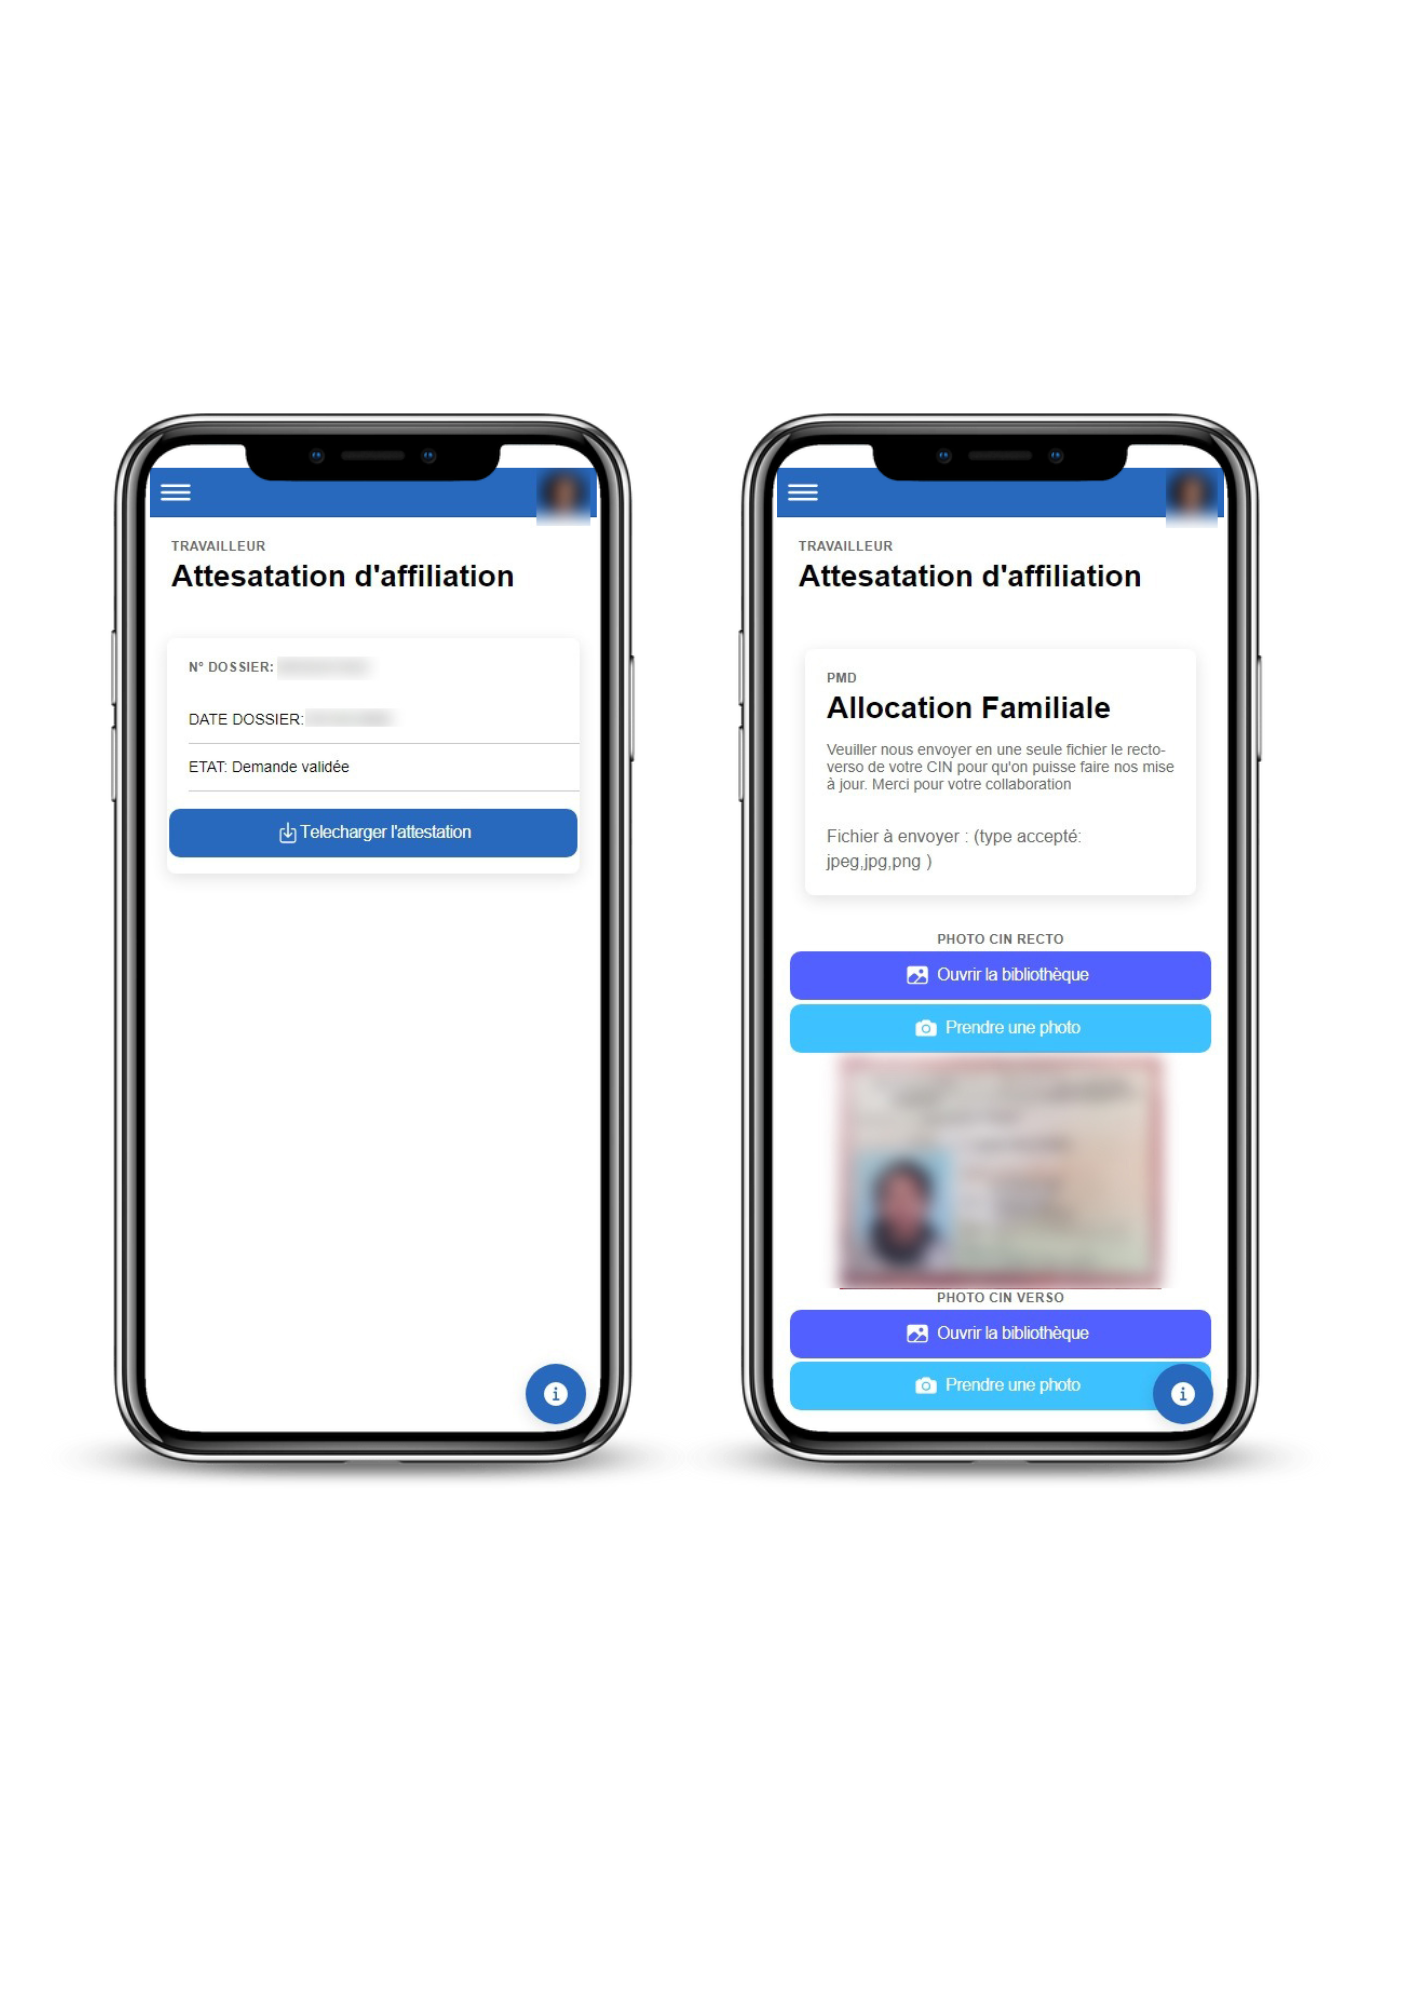 TRAVAILLEUR
Attesatation d'affiliation
N° DOSSIER:
DATE DOSSIER:
ETAT: Demande validée
Telecharger l'attestation
TRAVAILLEUR
Attesatation d'affiliation
PMD
Allocation Familiale
Veuiller nous envoyer en une seule fichier le recto-
verso de votre CIN pour qu'on puisse faire nos mise
à jour. Merci pour votre collaboration
Fichier à envoyer : (type accepté:
jpeg,jpg,png )
PHOTO CIN RECTO
Ouvrir la bibliothèque
Prendre une photo
PHOTO CIN VERSO
Ouvrir la bibliothèque
Prendre une photo